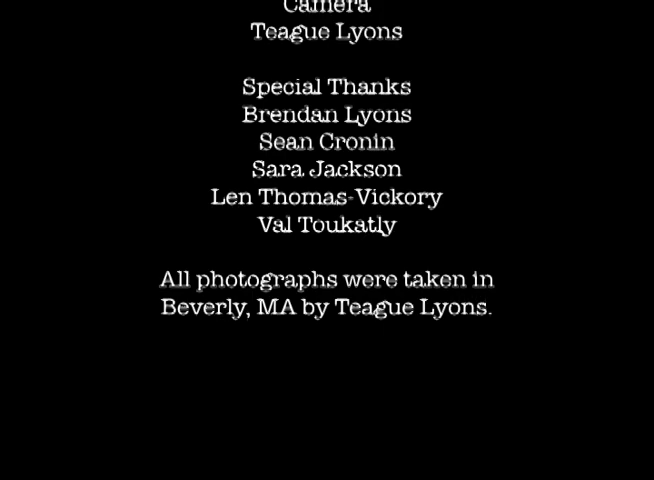 Camera
Teague Lyons
Special Thanks
Brendan Lyons
Sean Cronin
Sara Jackson
Len Thomas-Vickory
Val Toukatly
All photographs were taken in
Beverly, MA by Teague Lyons.